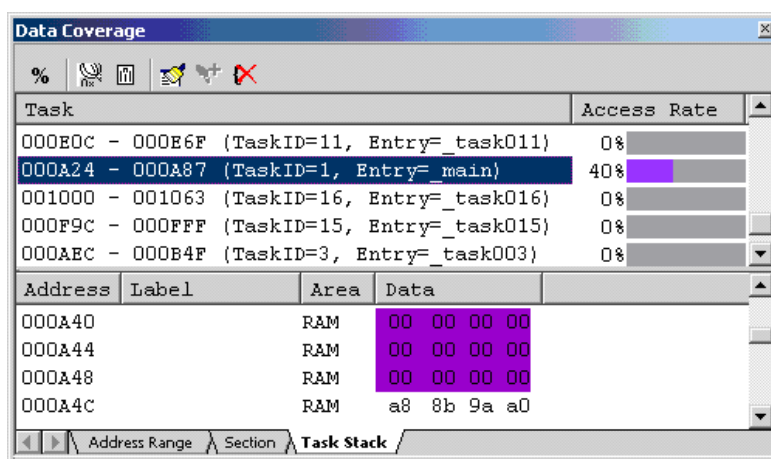 Data Coverage
%
Task Access Rate
000E0C - 000E6F (TaskID=11, Entry=_task011) 0%
000A24 - 000A87 (TaskID=1, Entry=_main) 40%
001000 - 001063 (TaskID=16, Entry=_task016) 0%
000F9C - 000FFF (TaskID=15, Entry=_task015) 0%
000AEC - 000B4F (TaskID=3, Entry=_task003) 0%
Address Label Area Data
000A40 RAM 00 00 00 00
000A44 RAM 00 00 00 00
000A48 RAM 00 00 00 00
000A4C RAM a8 8b 9a a0
Address Range Section Task Stack